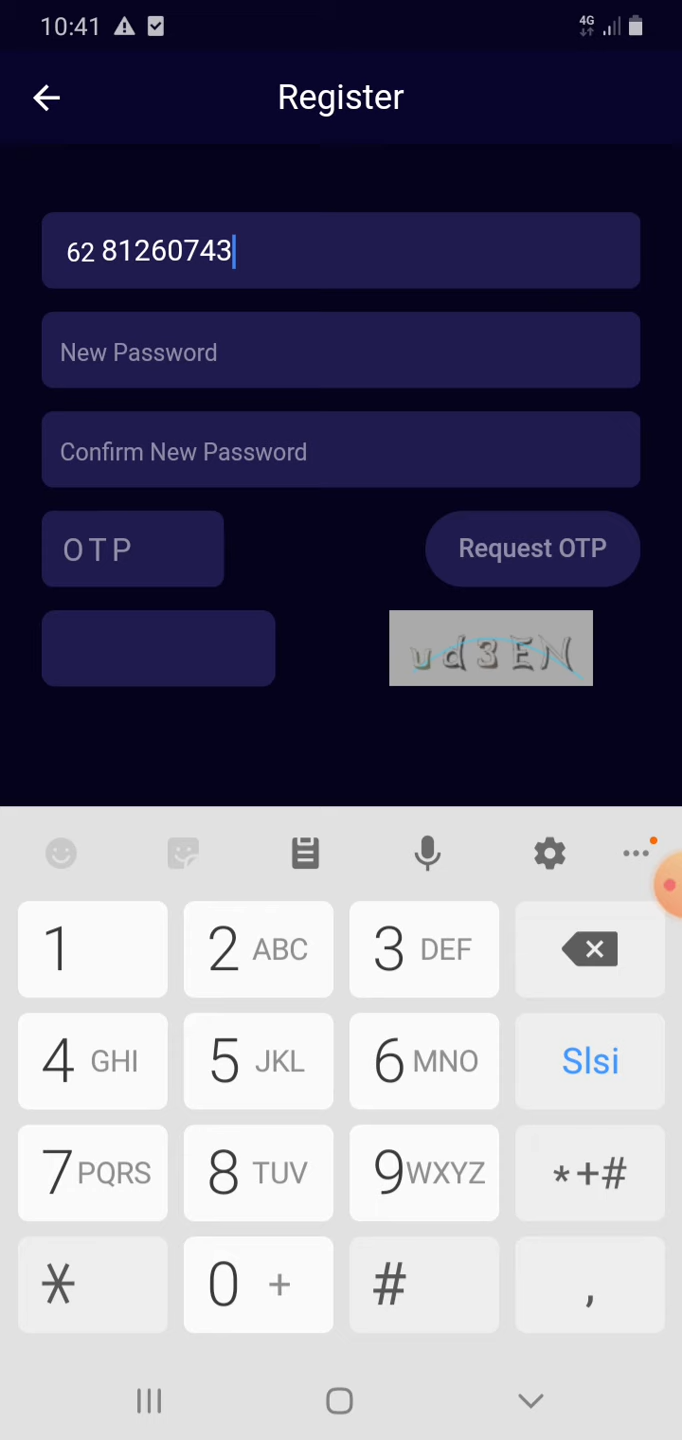 10:41 4G
Register
62 81260743
New Password
Confirm New Password
OTP Request OTP
ud3EN
1 2 ABC 3 DEF
4 GHI 5 JKL 6 MNO Slsi
7 PQRS 8 TUV 9 WXYZ *+#
* 0 + # ,